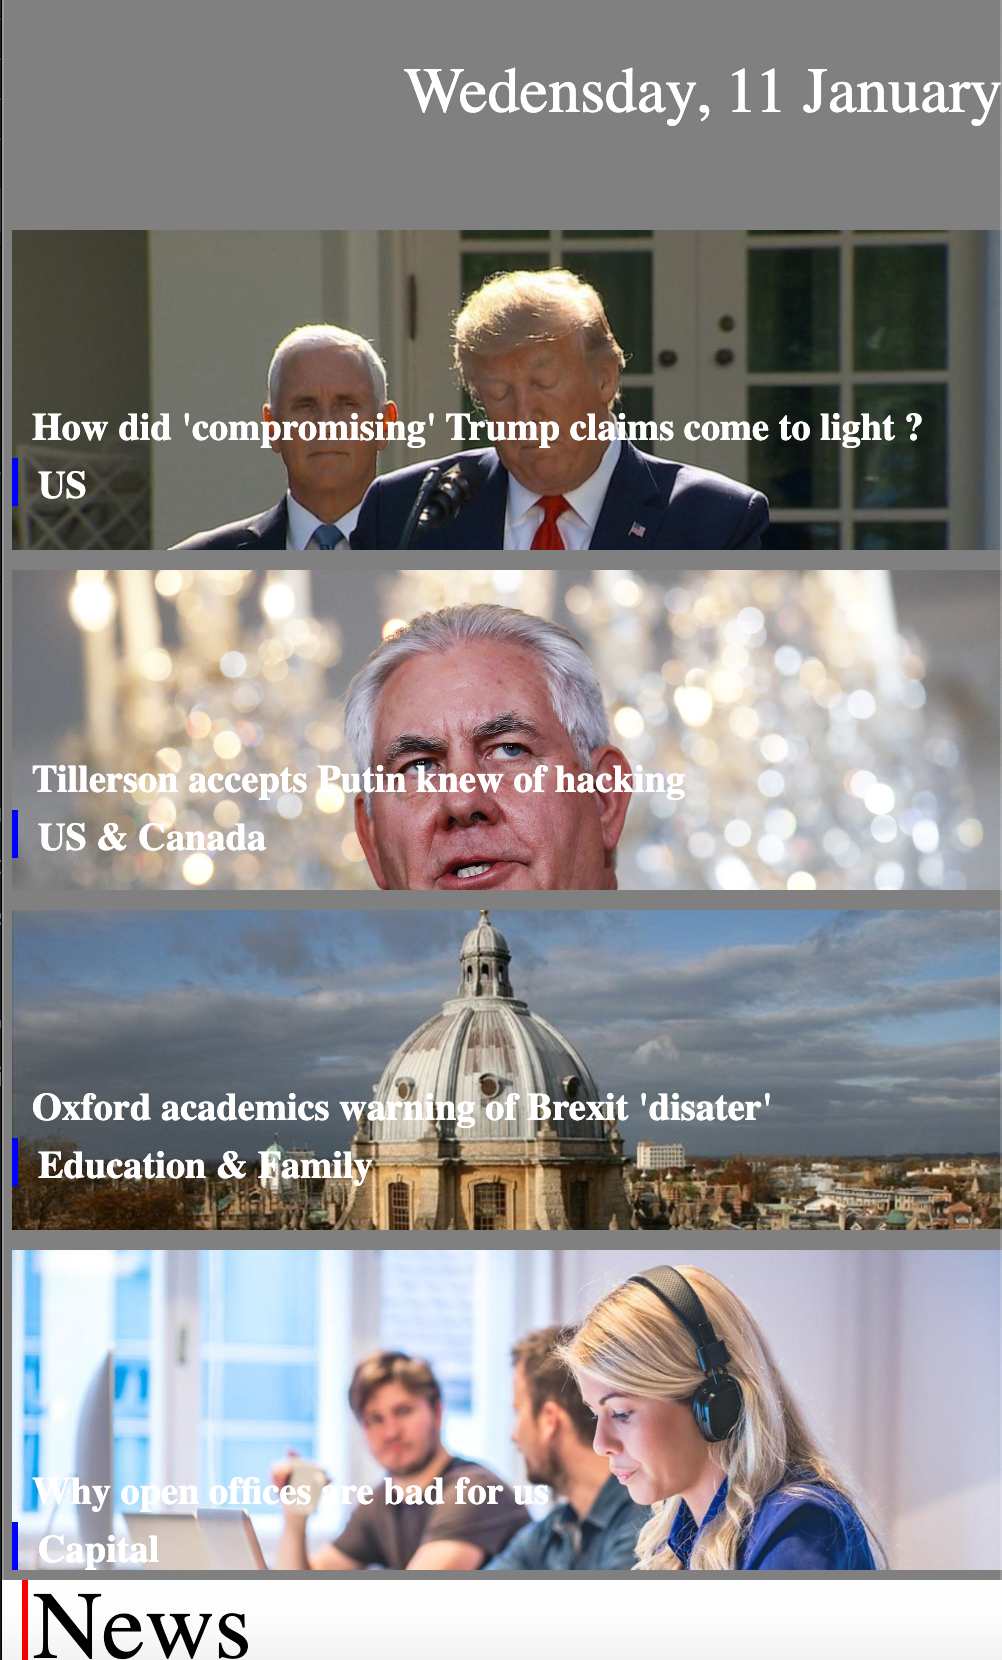 Wedensday, 11 January
How did 'compromising' Trump claims come to light ?
US
Tillerson accepts Putin knew of hacking
US & Canada
Oxford academics warning of Brexit 'disater'
Education & Family
Why open offices are bad for us
Capital
News